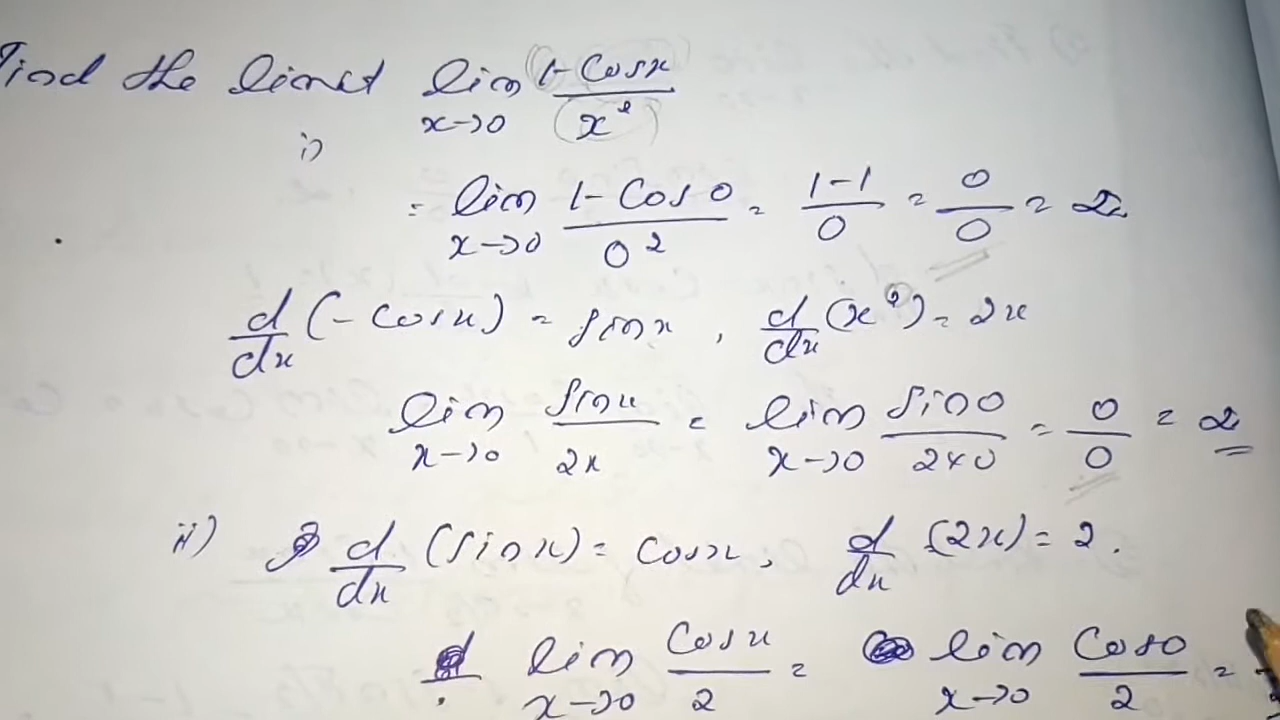 Find the limit lim x→0 (1-Cosx)/(x²)
i)
= lim x→0 (1-Cos0)/(0²) = (1-1)/0 = 0/0 =
d/dx (-Cosx) = sinx, d/dx (x²) = 2x
lim x→0 sinx/2x = lim x→0 sin0/2×0 = 0/0 =
ii) d/dx (sinx) = cosx, d/dx (2x) = 2.
lim x→0 Cosx/2 = lim x→0 Cos0/2 =